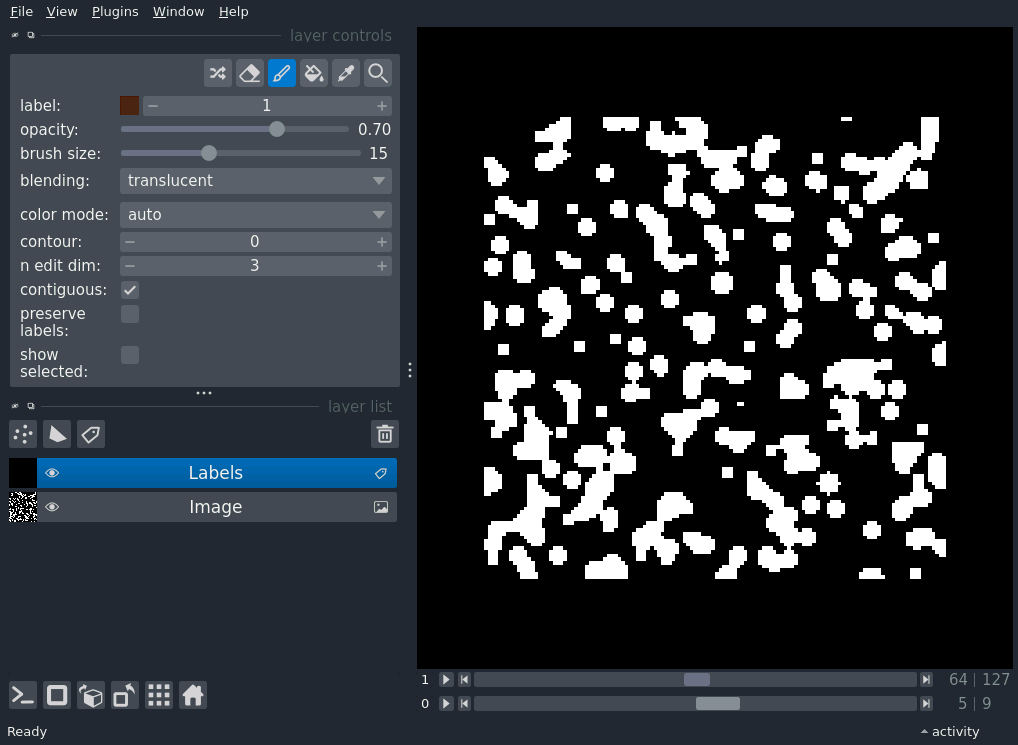 File View Plugins Window Help
layer controls
label: 1
opacity: 0.70
brush size: 15
blending: translucent
color mode: auto
contour: 0
n edit dim: 3
contiguous:
preserve
labels:
show
selected:
layer list
Labels
Image
1 64 | 127
0 5 | 9
Ready activity